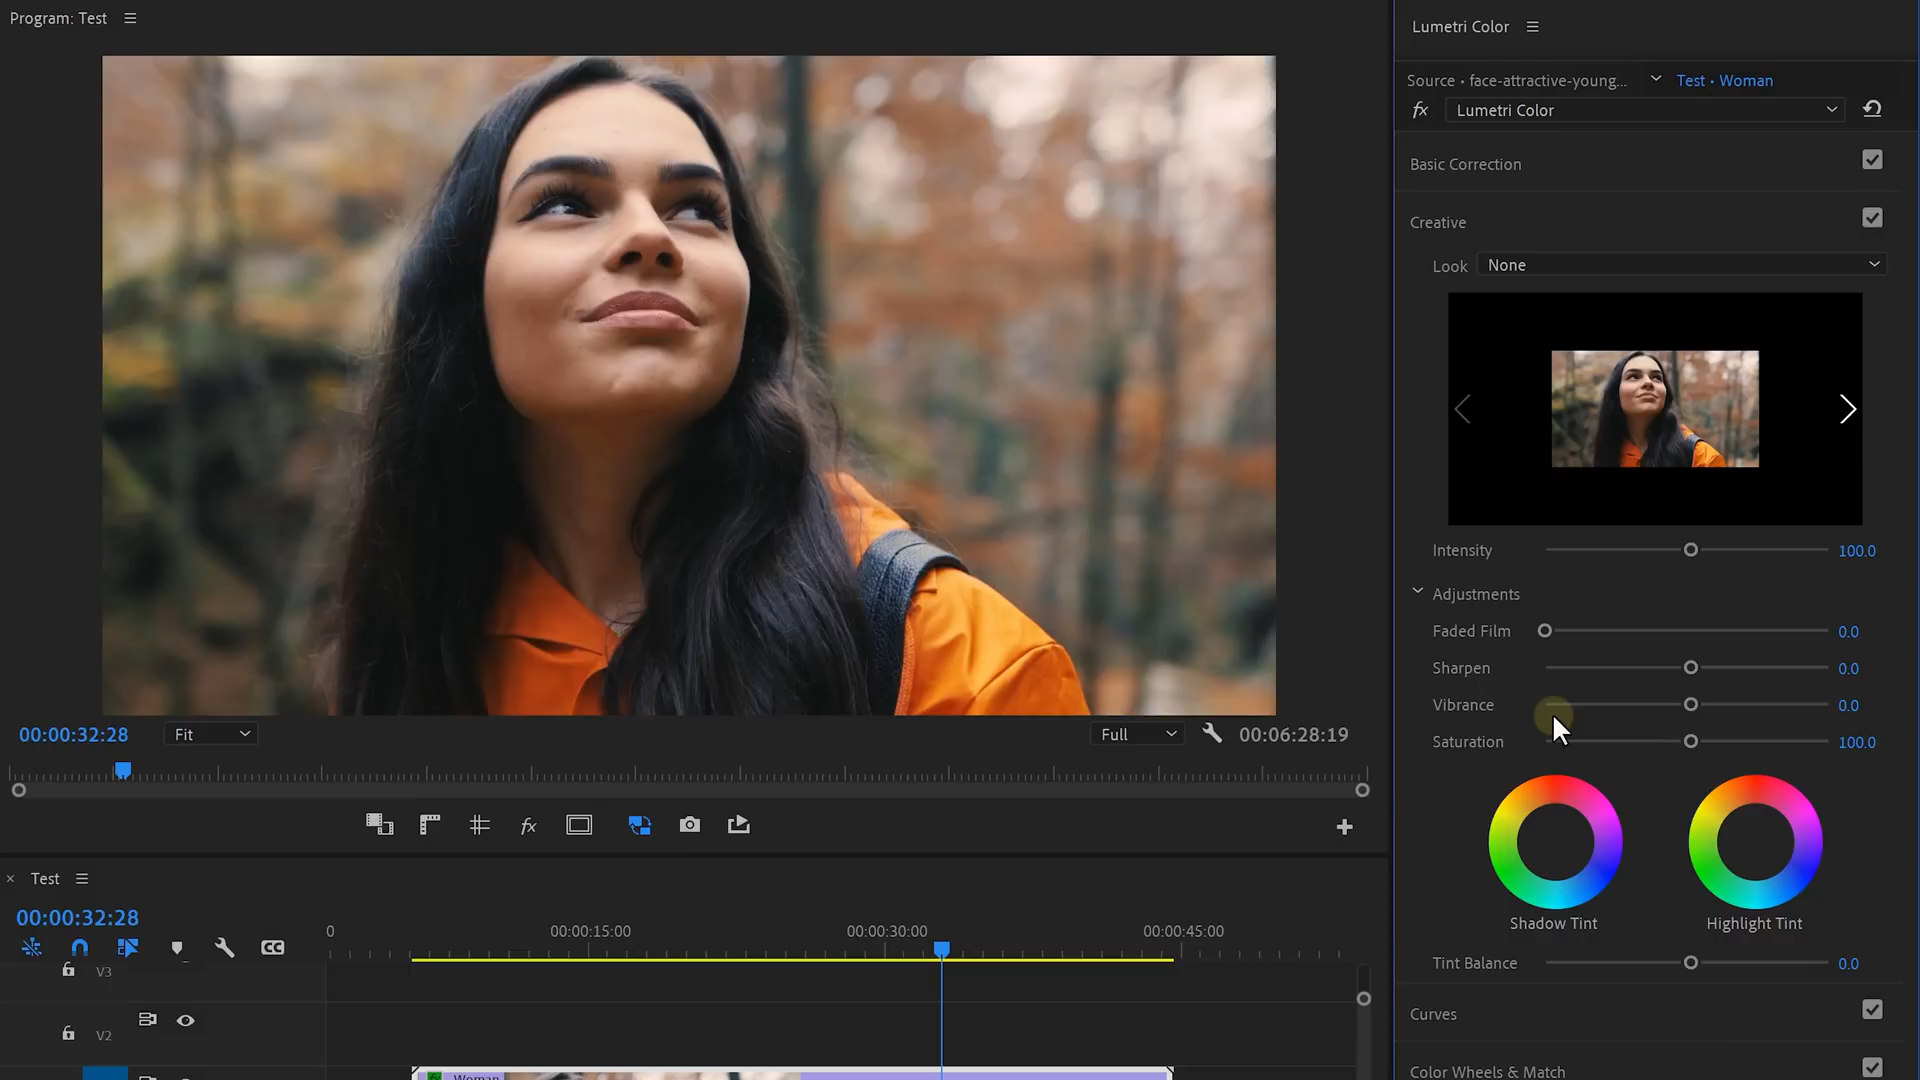 Program: Test
Lumetri Color
Source • face-attractive-young...
Test • Woman
fx
Lumetri Color
Basic Correction
Creative
Look
None
Intensity
100.0
Adjustments
Faded Film
0.0
Sharpen
0.0
Vibrance
0.0
Saturation
100.0
Shadow Tint
Highlight Tint
Tint Balance
0.0
Curves
Color Wheels & Match
00:00:32:28
Fit
Full
00:06:28:19
fx
× Test
00:00:32:28
0
00:00:15:00
00:00:30:00
00:00:45:00
CC
V3
V2
Woman